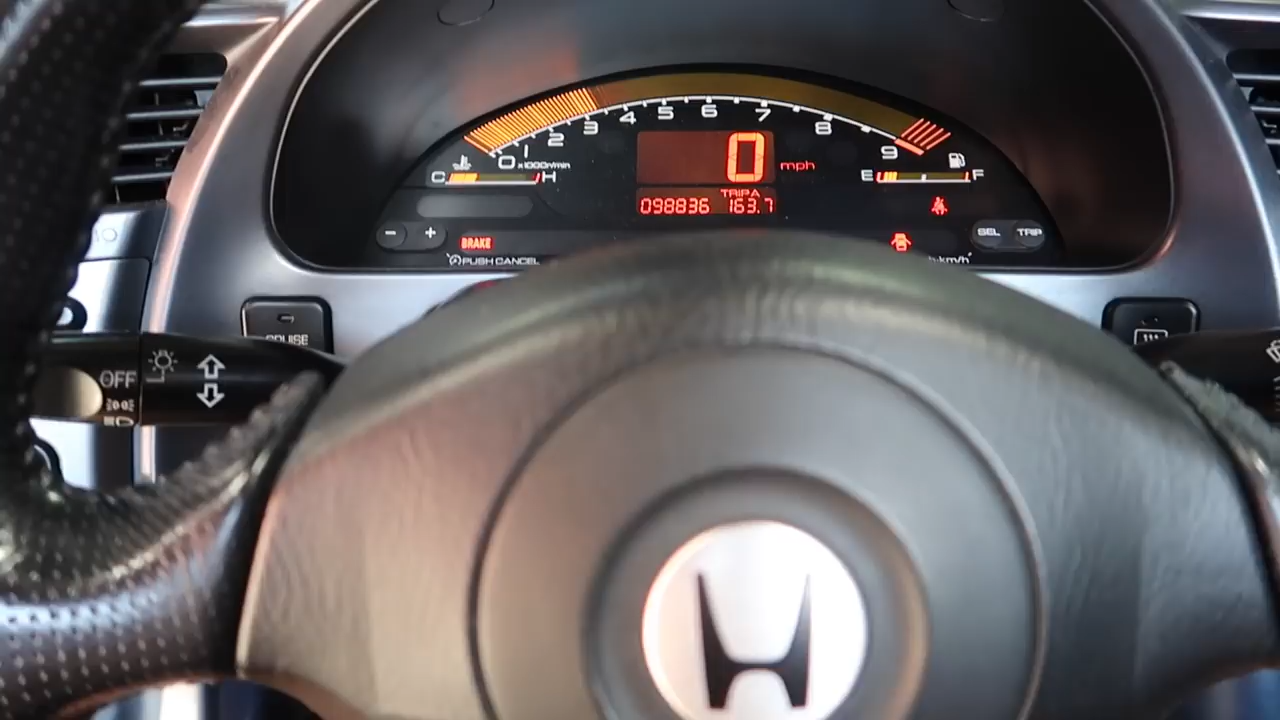 0 1 2 3 4 5 6 7 8 9
x1000r/min
0 mph
C H
E F
TRIP A
098836 163.7
- +
SEL TRIP
BRAKE
PUSH CANCEL
km/h
CRUISE
OFF